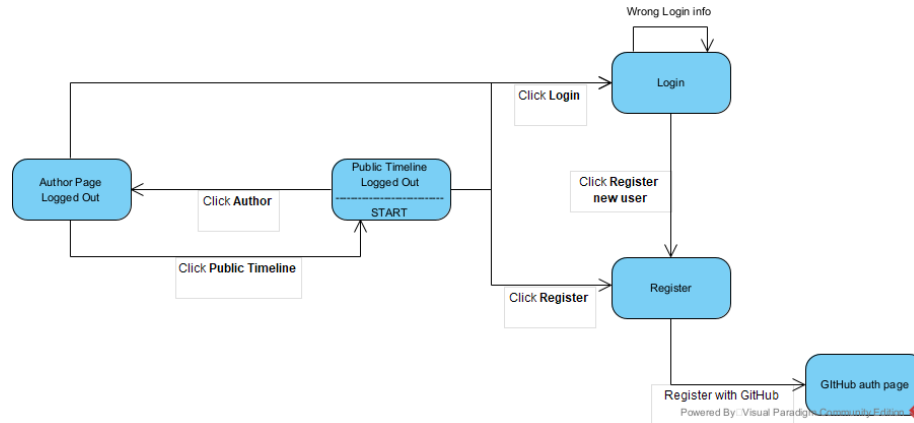 Wrong Login info
Login
Click Login
Author Page
Logged Out
Public Timeline
Logged Out
-----------------------------
START
Click Author
Click Register
new user
Click Public Timeline
Register
Click Register
GItHub auth page
Register with GitHub
Powered By Visual Paradigm Community Edition